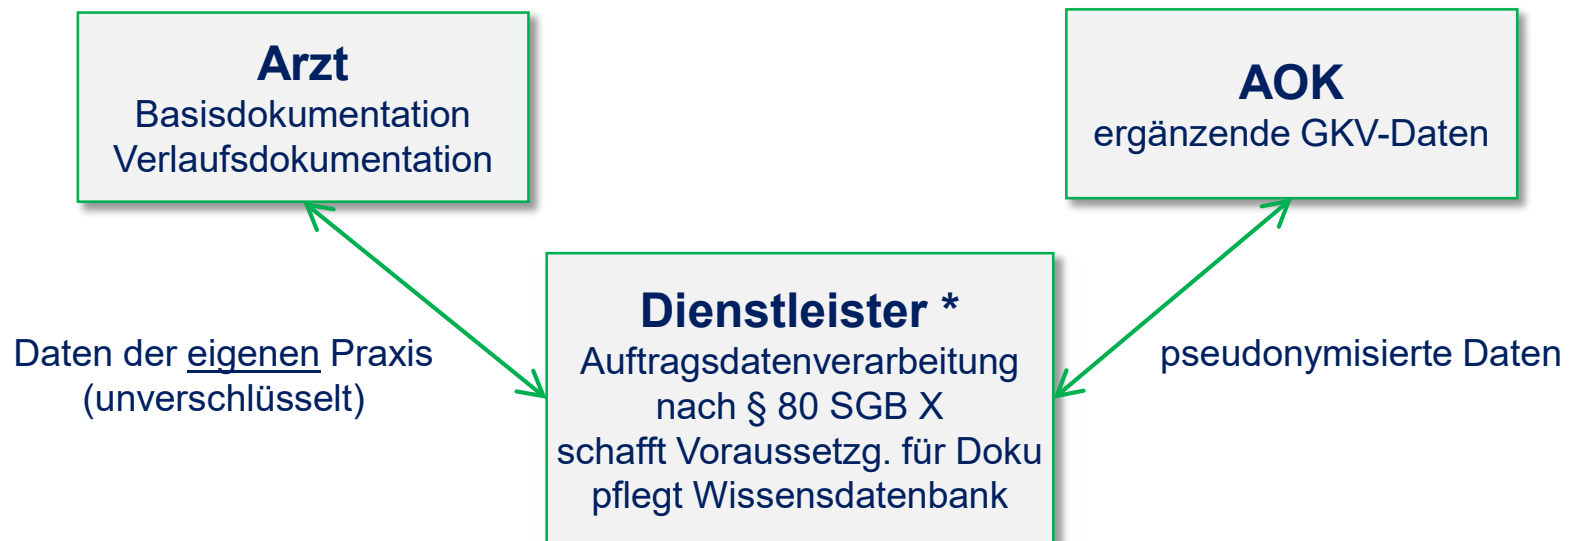 Arzt
Basisdokumentation
Verlaufsdokumentation
AOK
ergänzende GKV-Daten
Daten der eigenen Praxis
(unverschlüsselt)
Dienstleister *
Auftragsdatenverarbeitung
nach § 80 SGB X
schafft Voraussetzg. für Doku
pflegt Wissensdatenbank
pseudonymisierte Daten